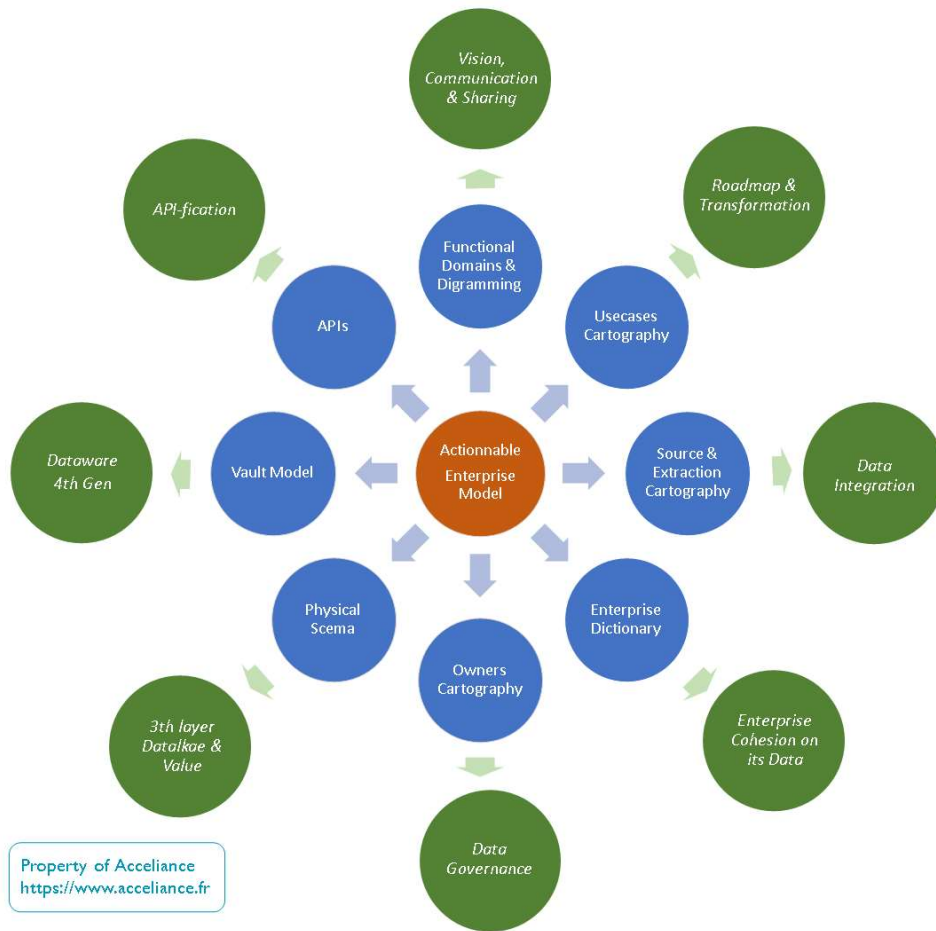 Vision,
Communication
& Sharing
Roadmap &
Transformation
API-fication
Functional
Domains &
Digramming
Usecases
Cartography
APIs
Dataware
4th Gen
Vault Model
Actionnable
Enterprise
Model
Source &
Extraction
Cartography
Data
Integration
Physical
Scema
Enterprise
Dictionary
Owners
Cartography
3th layer
Datalkae &
Value
Enterprise
Cohesion on
its Data
Data
Governance
Property of Acceliance
https://www.acceliance.fr